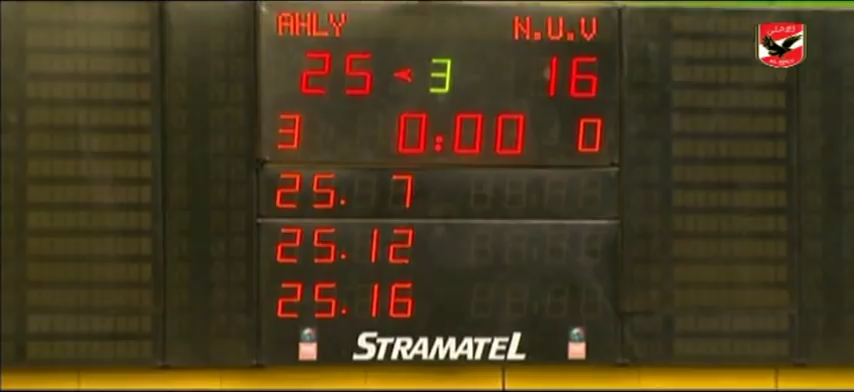 AHLY N.U.V
25 3 16
3 0:00 0
25. 7
25.12
25.16
STRAMATEL